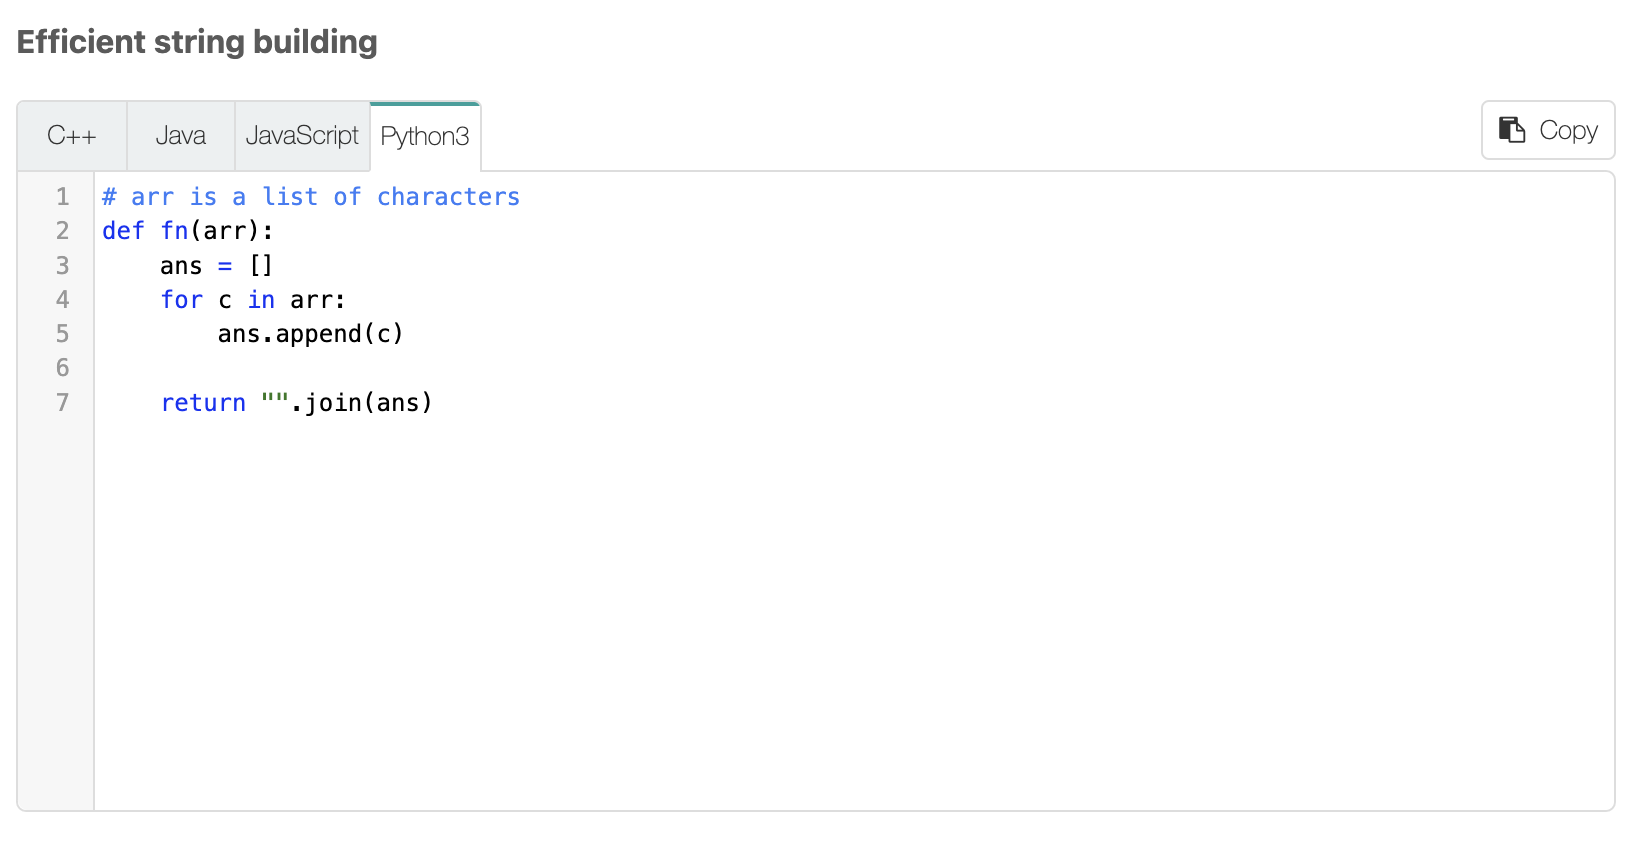 Efficient string building
C++ Java JavaScript Python3 Copy
1 # arr is a list of characters
2 def fn(arr):
3     ans = []
4     for c in arr:
5         ans.append(c)
6
7     return "".join(ans)